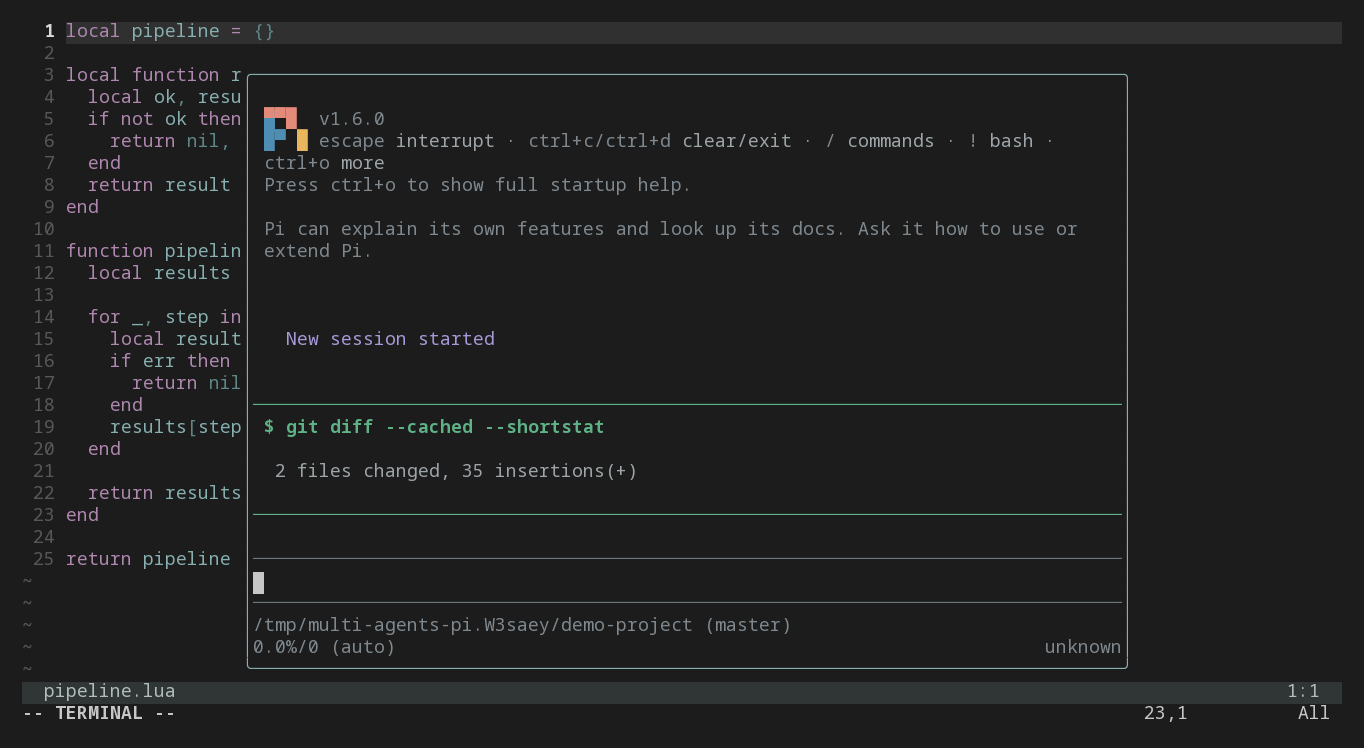 1 local pipeline = {}
2
3 local function r
4 local ok, resu
5 if not ok then
6 return nil,
7 end
8 return result
9 end
10
11 function pipelin
12 local results
13
14 for _, step in
15 local result
16 if err then
17 return nil
18 end
19 results[step
20 end
21
22 return results
23 end
24
25 return pipeline
~
~
~
~
~
v1.6.0
escape interrupt · ctrl+c/ctrl+d clear/exit · / commands · ! bash ·
ctrl+o more
Press ctrl+o to show full startup help.
Pi can explain its own features and look up its docs. Ask it how to use or
extend Pi.
New session started
$ git diff --cached --shortstat
2 files changed, 35 insertions(+)
/tmp/multi-agents-pi.W3saey/demo-project (master)
0.0%/0 (auto) unknown
pipeline.lua 1:1
-- TERMINAL -- 23,1 All